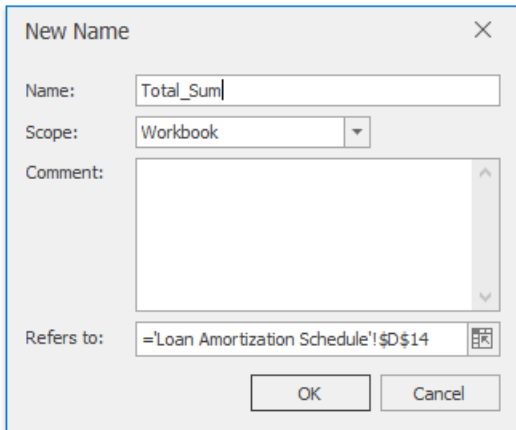 New Name
Name: Total_Sum
Scope: Workbook
Comment:
Refers to: ='Loan Amortization Schedule'!$D$14
OK Cancel